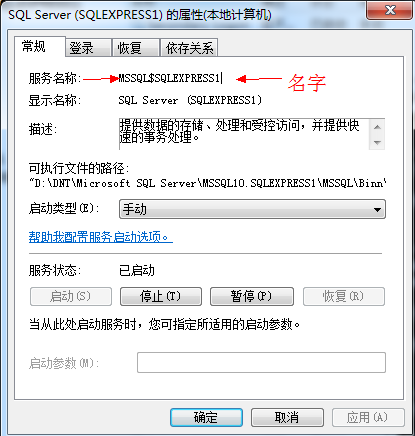 SQL Server (SQLEXPRESS1) 的属性(本地计算机)
常规 登录 恢复 依存关系
服务名称: MSSQL$SQLEXPRESS1 名字
显示名称: SQL Server (SQLEXPRESS1)
描述: 提供数据的存储、处理和受控访问，并提供快
速的事务处理。
可执行文件的路径:
"D:\DNT\Microsoft SQL Server\MSSQL10.SQLEXPRESS1\MSSQL\Binn\
启动类型(E): 手动
帮助我配置服务启动选项。
服务状态: 已启动
启动(S) 停止(T) 暂停(P) 恢复(R)
当从此处启动服务时，您可指定所适用的启动参数。
启动参数(M):
确定 取消 应用(A)